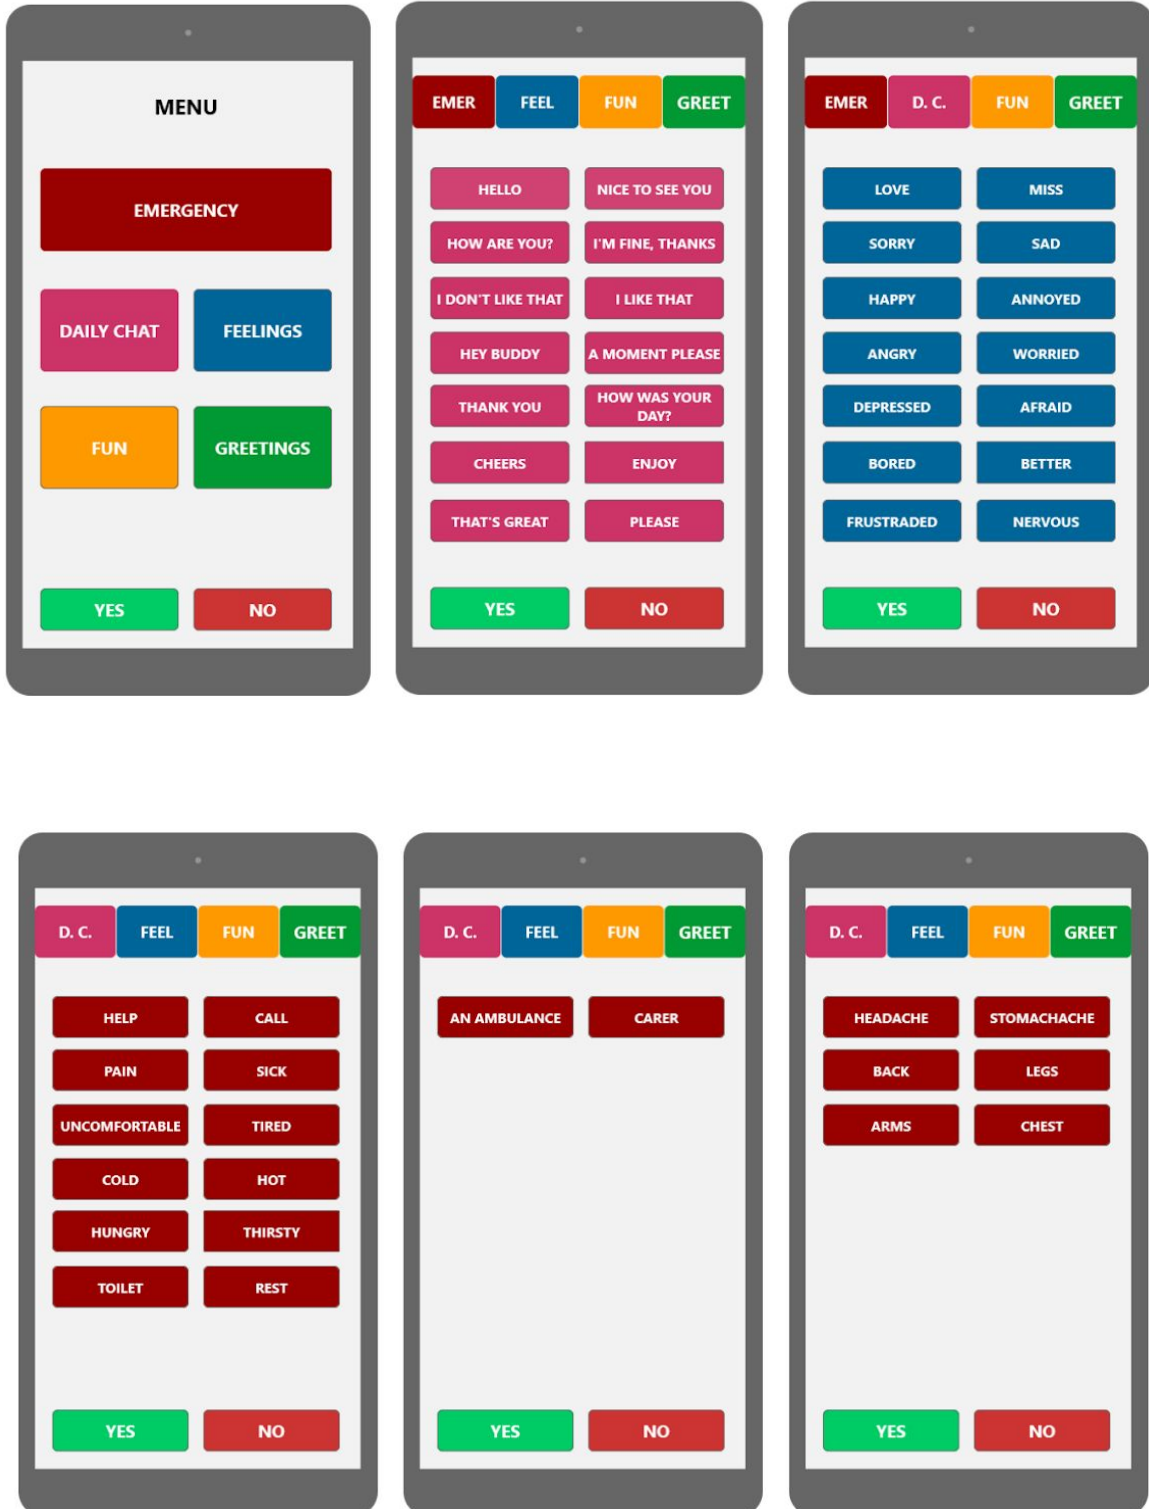 MENU
EMERGENCY
DAILY CHAT FEELINGS
FUN GREETINGS
YES NO
EMER FEEL FUN GREET
HELLO NICE TO SEE YOU
HOW ARE YOU? I'M FINE, THANKS
I DON'T LIKE THAT I LIKE THAT
HEY BUDDY A MOMENT PLEASE
THANK YOU HOW WAS YOUR
DAY?
CHEERS ENJOY
THAT'S GREAT PLEASE
YES NO
EMER D. C. FUN GREET
LOVE MISS
SORRY SAD
HAPPY ANNOYED
ANGRY WORRIED
DEPRESSED AFRAID
BORED BETTER
FRUSTRADED NERVOUS
YES NO
D. C. FEEL FUN GREET
HELP CALL
PAIN SICK
UNCOMFORTABLE TIRED
COLD HOT
HUNGRY THIRSTY
TOILET REST
YES NO
D. C. FEEL FUN GREET
AN AMBULANCE CARER
YES NO
D. C. FEEL FUN GREET
HEADACHE STOMACHACHE
BACK LEGS
ARMS CHEST
YES NO